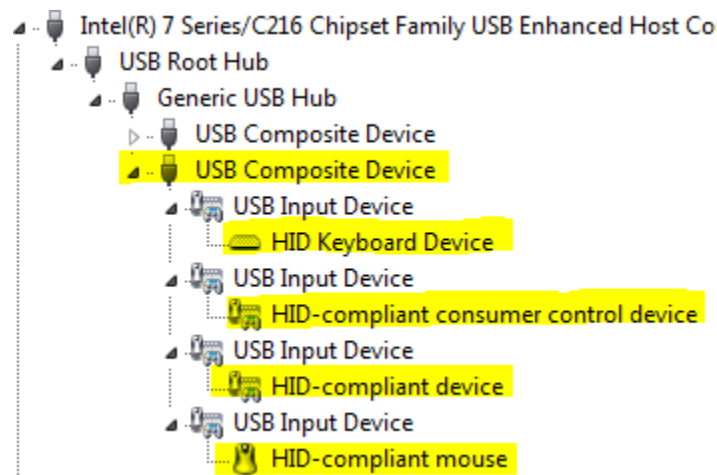 Intel(R) 7 Series/C216 Chipset Family USB Enhanced Host Co
USB Root Hub
Generic USB Hub
USB Composite Device
USB Composite Device
USB Input Device
HID Keyboard Device
USB Input Device
HID-compliant consumer control device
USB Input Device
HID-compliant device
USB Input Device
HID-compliant mouse